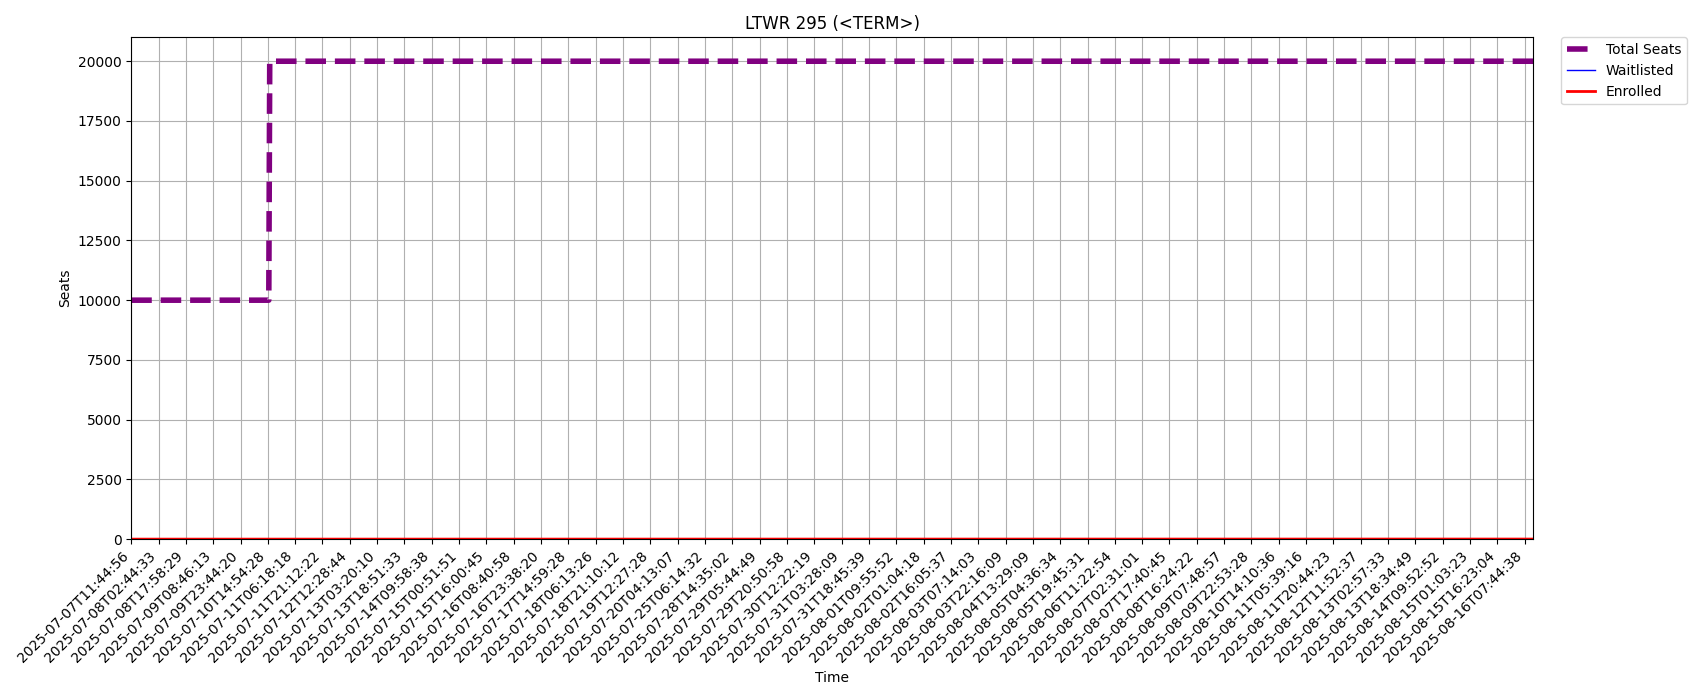 LTWR 295 (<TERM>)
Total Seats
Waitlisted
Enrolled
20000
17500
15000
12500
10000
7500
5000
2500
0
Seats
2025-07-07T11:44:56
2025-07-08T02:44:33
2025-07-08T17:58:29
2025-07-09T08:46:13
2025-07-09T23:44:20
2025-07-10T14:54:28
2025-07-11T06:18:18
2025-07-11T21:12:22
2025-07-12T12:28:44
2025-07-13T03:20:10
2025-07-13T18:51:33
2025-07-14T09:58:38
2025-07-15T00:51:51
2025-07-15T16:00:45
2025-07-16T08:40:58
2025-07-16T23:38:20
2025-07-17T14:59:28
2025-07-18T06:13:26
2025-07-18T21:10:12
2025-07-19T12:27:28
2025-07-20T04:13:07
2025-07-25T06:14:32
2025-07-28T14:35:02
2025-07-29T05:44:49
2025-07-29T20:50:58
2025-07-30T12:22:19
2025-07-31T03:28:09
2025-07-31T18:45:39
2025-08-01T09:55:52
2025-08-02T01:04:18
2025-08-02T16:05:37
2025-08-03T07:14:03
2025-08-03T22:16:09
2025-08-04T13:29:09
2025-08-05T04:36:34
2025-08-05T19:45:31
2025-08-06T11:22:54
2025-08-07T02:31:01
2025-08-07T17:40:45
2025-08-08T16:24:22
2025-08-09T07:48:57
2025-08-09T22:53:28
2025-08-10T14:10:36
2025-08-11T05:39:16
2025-08-11T20:44:23
2025-08-12T11:52:37
2025-08-13T02:57:33
2025-08-13T18:34:49
2025-08-14T09:52:52
2025-08-15T01:03:23
2025-08-15T16:23:04
2025-08-16T07:44:38
Time